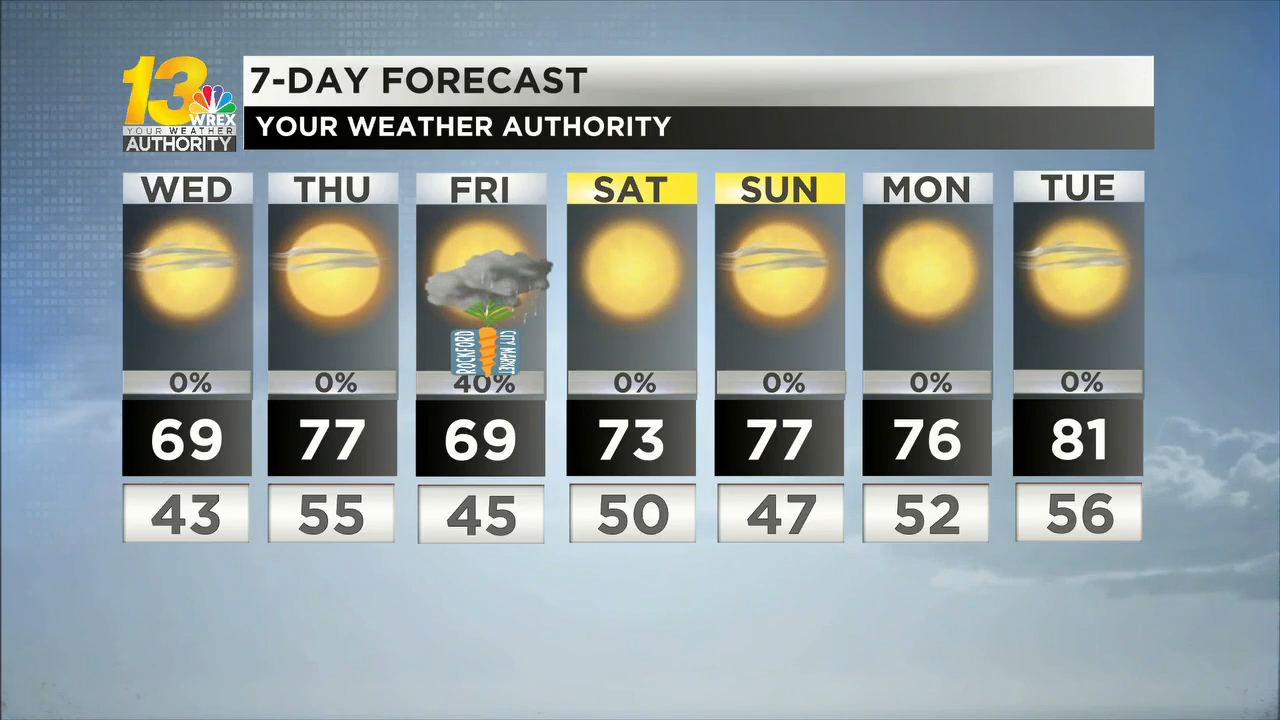 13
WREX
YOUR WEATHER
AUTHORITY
7-DAY FORECAST
YOUR WEATHER AUTHORITY
WED THU FRI SAT SUN MON TUE
ROCKFORD CITY MARKET
0% 0% 40% 0% 0% 0% 0%
69 77 69 73 77 76 81
43 55 45 50 47 52 56